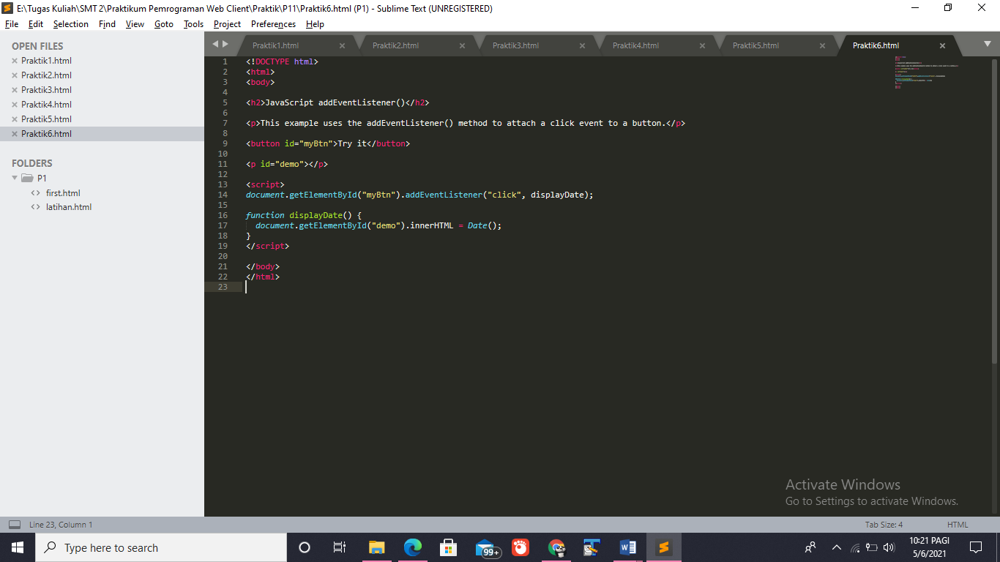 E:\Tugas Kuliah\SMT 2\Praktikum Pemrograman Web Client\Praktik\P11\Praktik6.html (P1) - Sublime Text (UNREGISTERED)
File Edit Selection Find View Goto Tools Project Preferences Help
OPEN FILES
Praktik1.html
Praktik2.html
Praktik3.html
Praktik4.html
Praktik5.html
Praktik6.html
FOLDERS
P1
<> first.html
<> latihan.html
Praktik1.html Praktik2.html Praktik3.html Praktik4.html Praktik5.html Praktik6.html
1 <!DOCTYPE html>
2 <html>
3 <body>
4
5 <h2>JavaScript addEventListener()</h2>
6
7 <p>This example uses the addEventListener() method to attach a click event to a button.</p>
8
9 <button id="myBtn">Try it</button>
10
11 <p id="demo"></p>
12
13 <script>
14 document.getElementById("myBtn").addEventListener("click", displayDate);
15
16 function displayDate() {
17   document.getElementById("demo").innerHTML = Date();
18 }
19 </script>
20
21 </body>
22 </html>
23
Activate Windows
Go to Settings to activate Windows.
Line 23, Column 1
Tab Size: 4
HTML
Type here to search
99+
10:21 PAGI
5/6/2021